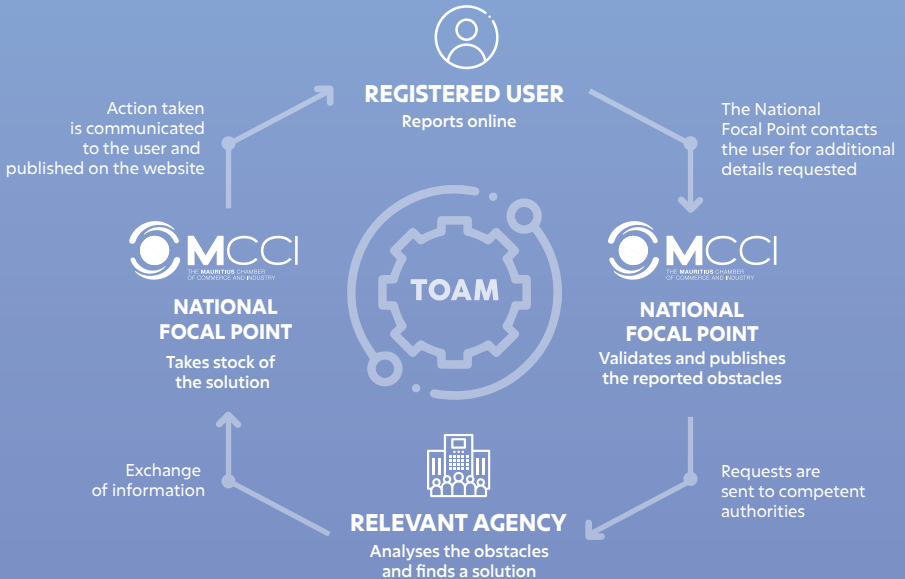 REGISTERED USER
Reports online
The National
Focal Point contacts
the user for additional
details requested
MCCI
THE MAURITIUS CHAMBER
OF COMMERCE AND INDUSTRY
NATIONAL
FOCAL POINT
Validates and publishes
the reported obstacles
Requests are
sent to competent
authorities
RELEVANT AGENCY
Analyses the obstacles
and finds a solution
Exchange
of information
MCCI
THE MAURITIUS CHAMBER
OF COMMERCE AND INDUSTRY
NATIONAL
FOCAL POINT
Takes stock of
the solution
Action taken
is communicated
to the user and
published on the website
TOAM